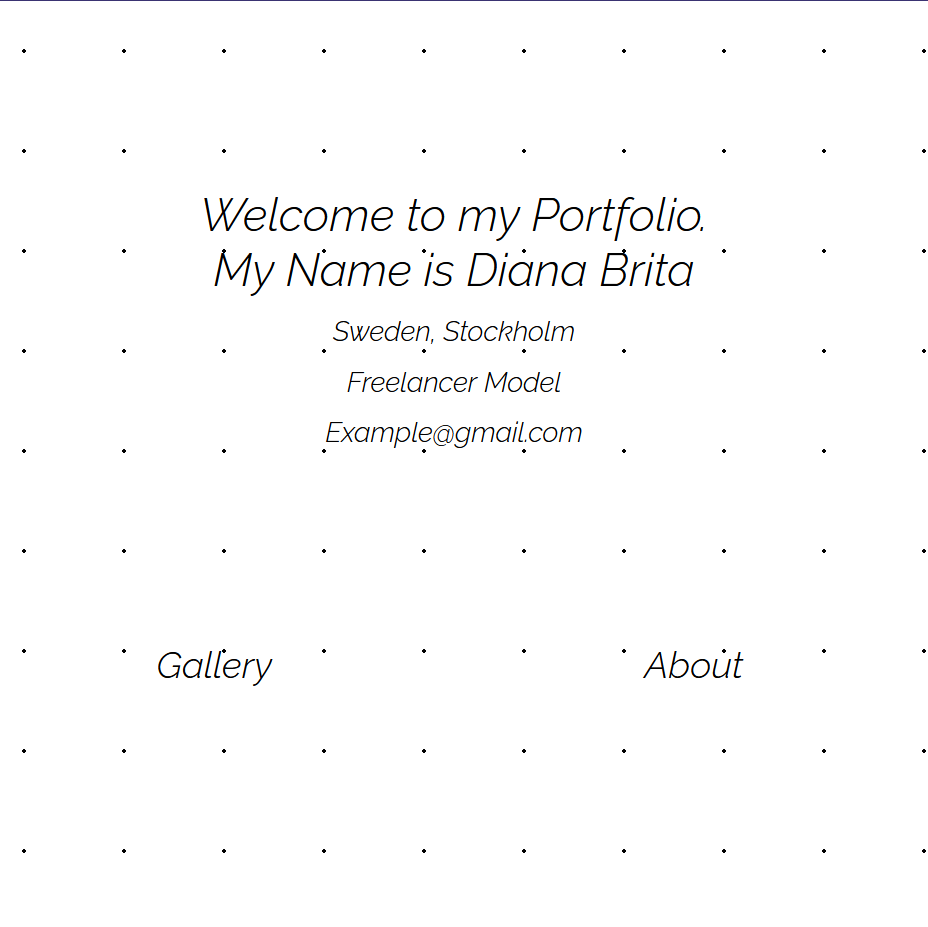 Welcome to my Portfolio.
My Name is Diana Brita
Sweden, Stockholm
Freelancer Model
Example@gmail.com
Gallery
About